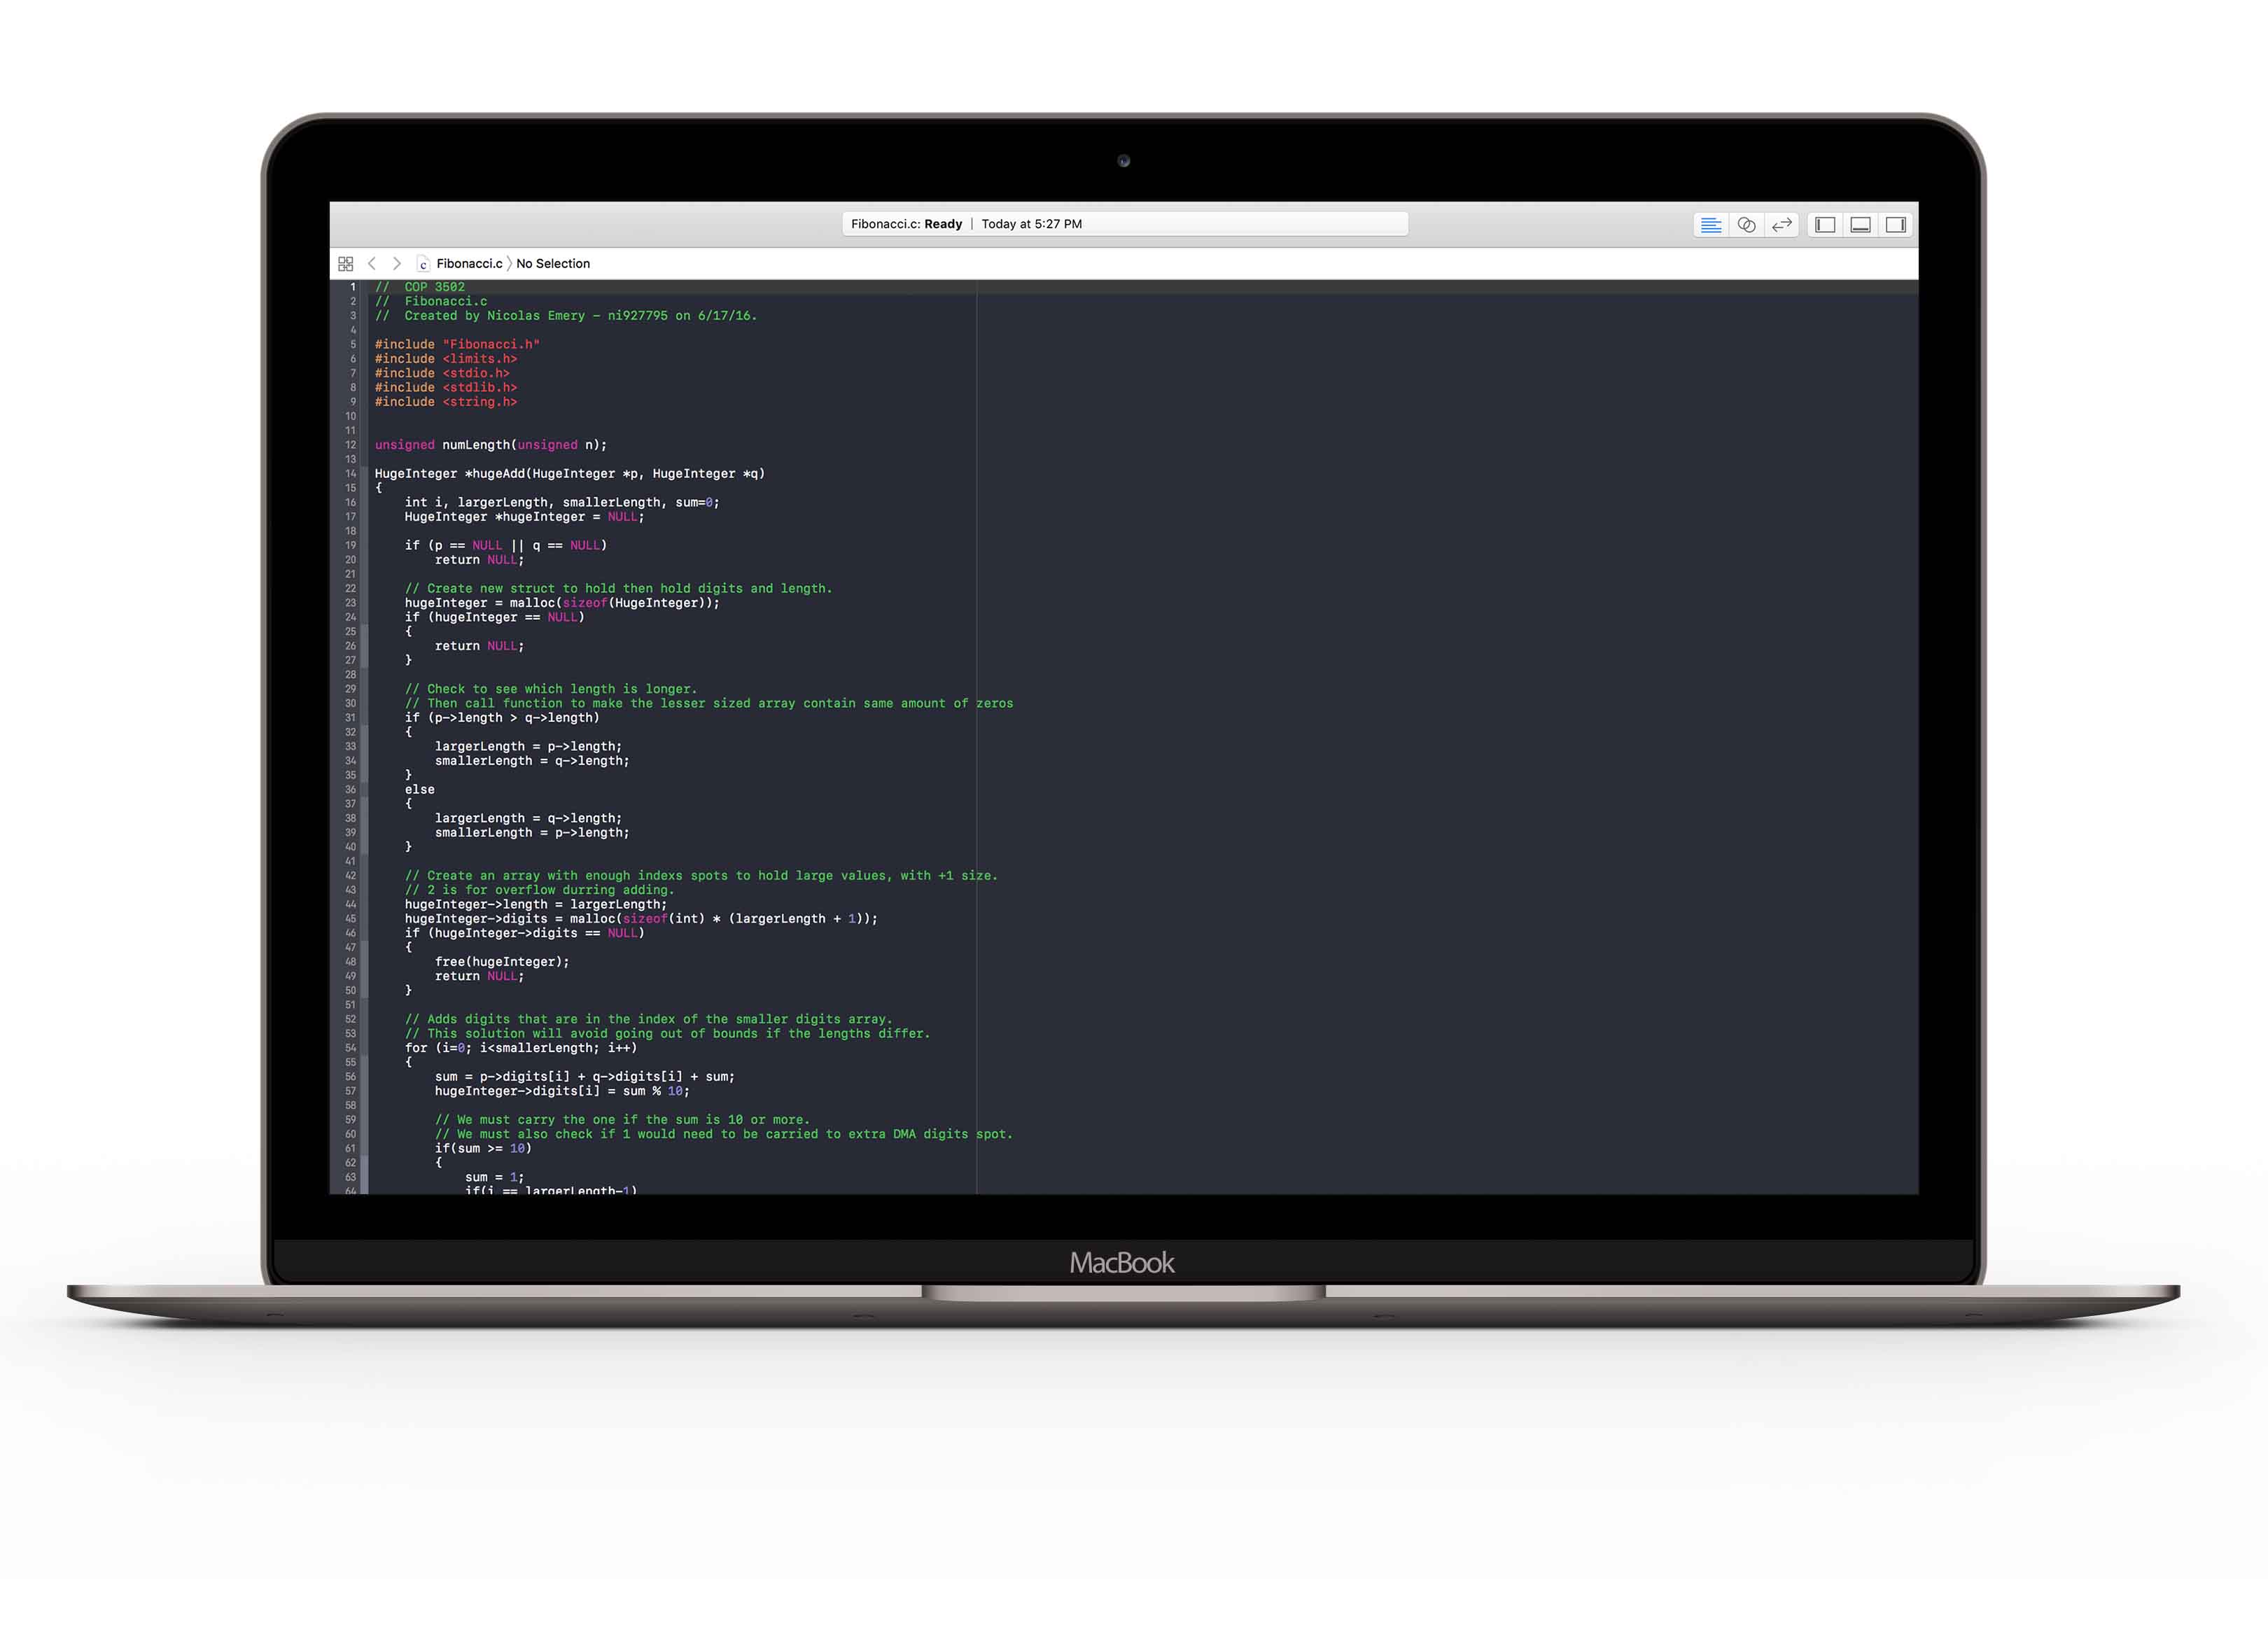 Fibonacci.c: Ready | Today at 5:27 PM
Fibonacci.c 〉 No Selection
1 //  COP 3502
2 //  Fibonacci.c
3 //  Created by Nicolas Emery – ni927795 on 6/17/16.
4
5 #include "Fibonacci.h"
6 #include <limits.h>
7 #include <stdio.h>
8 #include <stdlib.h>
9 #include <string.h>
10
11
12 unsigned numLength(unsigned n);
13
14 HugeInteger *hugeAdd(HugeInteger *p, HugeInteger *q)
15 {
16     int i, largerLength, smallerLength, sum=0;
17     HugeInteger *hugeInteger = NULL;
18
19     if (p == NULL || q == NULL)
20         return NULL;
21
22     // Create new struct to hold then hold digits and length.
23     hugeInteger = malloc(sizeof(HugeInteger));
24     if (hugeInteger == NULL)
25     {
26         return NULL;
27     }
28
29     // Check to see which length is longer.
30     // Then call function to make the lesser sized array contain same amount of zeros
31     if (p->length > q->length)
32     {
33         largerLength = p->length;
34         smallerLength = q->length;
35     }
36     else
37     {
38         largerLength = q->length;
39         smallerLength = p->length;
40     }
41
42     // Create an array with enough indexs spots to hold large values, with +1 size.
43     // 2 is for overflow durring adding.
44     hugeInteger->length = largerLength;
45     hugeInteger->digits = malloc(sizeof(int) * (largerLength + 1));
46     if (hugeInteger->digits == NULL)
47     {
48         free(hugeInteger);
49         return NULL;
50     }
51
52     // Adds digits that are in the index of the smaller digits array.
53     // This solution will avoid going out of bounds if the lengths differ.
54     for (i=0; i<smallerLength; i++)
55     {
56         sum = p->digits[i] + q->digits[i] + sum;
57         hugeInteger->digits[i] = sum % 10;
58
59         // We must carry the one if the sum is 10 or more.
60         // We must also check if 1 would need to be carried to extra DMA digits spot.
61         if(sum >= 10)
62         {
63             sum = 1;
64             if(i == largerLength-1)
MacBook